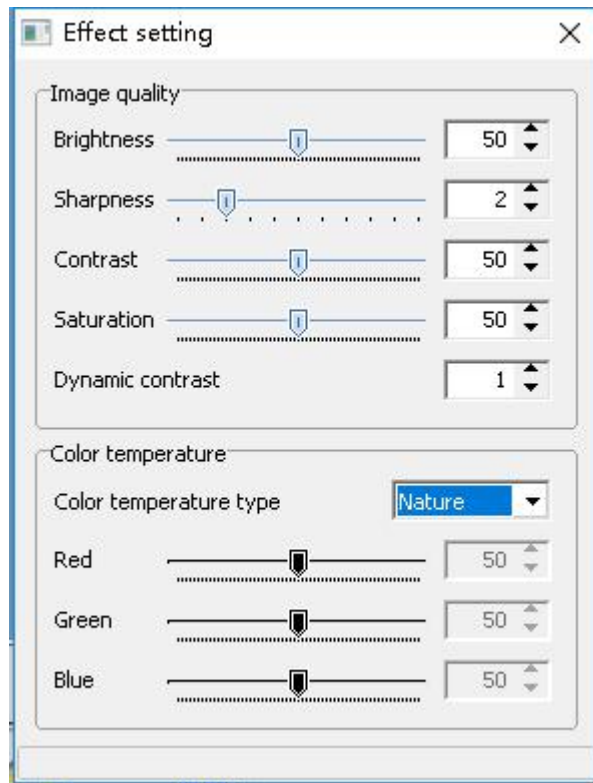 Effect setting
Image quality
Brightness 50
Sharpness 2
Contrast 50
Saturation 50
Dynamic contrast 1
Color temperature
Color temperature type Nature
Red 50
Green 50
Blue 50